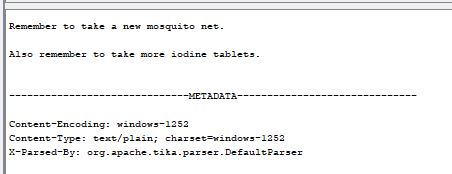 Remember to take a new mosquito net.
Also remember to take more iodine tablets.
------------------------------METADATA------------------------------
Content-Encoding: windows-1252
Content-Type: text/plain; charset=windows-1252
X-Parsed-By: org.apache.tika.parser.DefaultParser